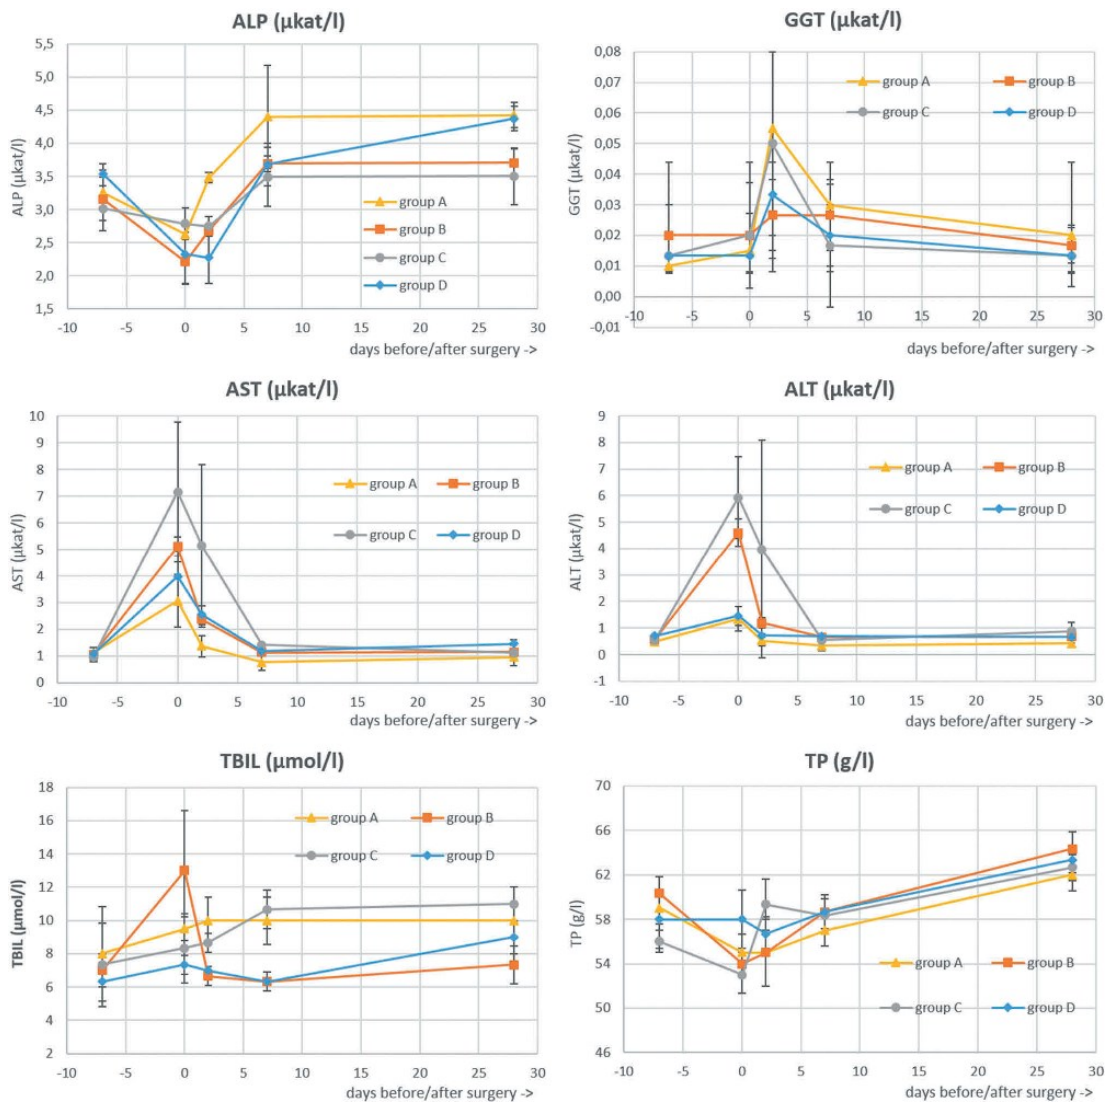 ALP (µkat/l)
5,5
5,0
4,5
4,0
3,5
3,0
2,5
2,0
1,5
ALP (µkat/l)
group A
group B
group C
group D
-10 -5 0 5 10 15 20 25 30
days before/after surgery ->
GGT (µkat/l)
0,08
0,07
0,06
0,05
0,04
0,03
0,02
0,01
0,00
-0,01
GGT (µkat/l)
group A group B
group C group D
-10 -5 0 5 10 15 20 25 30
days before/after surgery ->
AST (µkat/l)
10
9
8
7
6
5
4
3
2
1
0
AST (µkat/l)
group A group B
group C group D
-10 -5 0 5 10 15 20 25 30
days before/after surgery ->
ALT (µkat/l)
9
8
7
6
5
4
3
2
1
0
-1
ALT (µkat/l)
group A group B
group C group D
-10 -5 0 5 10 15 20 25 30
days before/after surgery ->
TBIL (µmol/l)
18
16
14
12
10
8
6
4
2
TBIL (µmol/l)
group A group B
group C group D
-10 -5 0 5 10 15 20 25 30
days before/after surgery ->
TP (g/l)
70
66
62
58
54
50
46
TP (g/l)
group A group B
group C group D
-10 -5 0 5 10 15 20 25 30
days before/after surgery ->